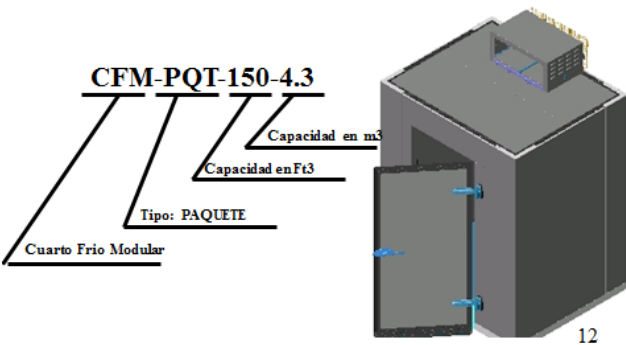 CFM-PQT-150-4.3
Capacidad en m3
Capacidad en Ft3
Tipo: PAQUETE
Cuarto Frio Modular
12